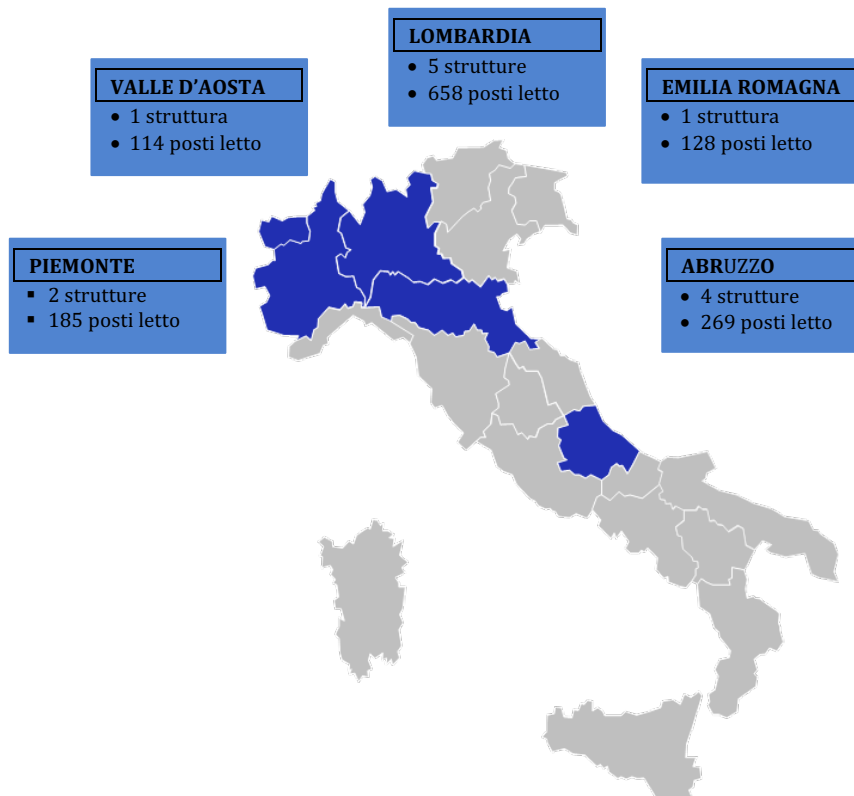 LOMBARDIA
• 5 strutture
• 658 posti letto
VALLE D'AOSTA
• 1 struttura
• 114 posti letto
EMILIA ROMAGNA
• 1 struttura
• 128 posti letto
PIEMONTE
▪ 2 strutture
▪ 185 posti letto
ABRUZZO
• 4 strutture
• 269 posti letto